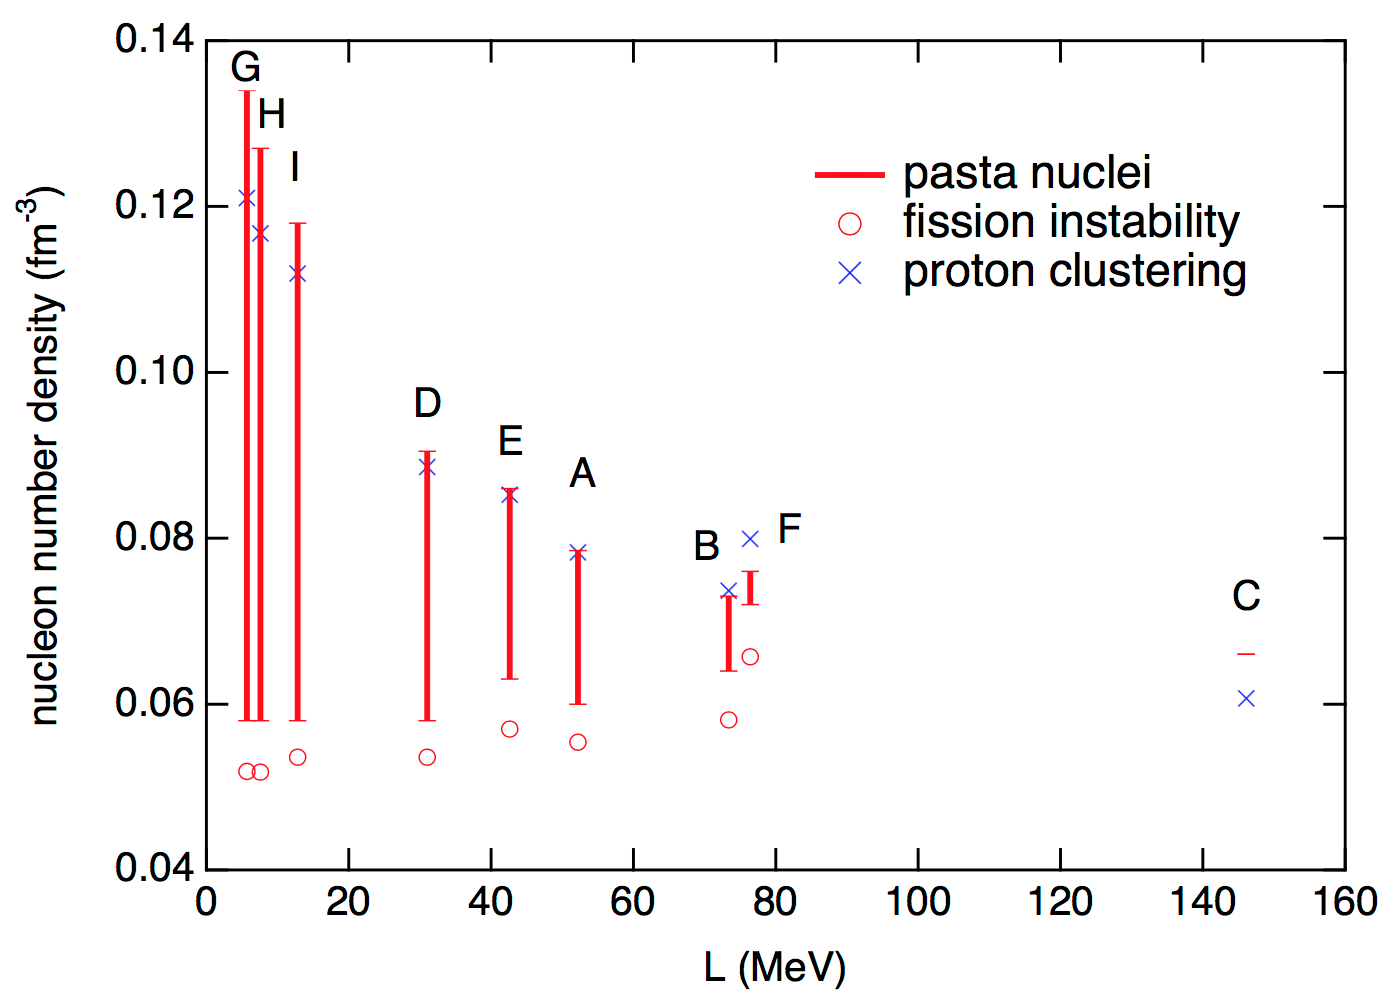 0.14
G
H
I
pasta nuclei
fission instability
proton clustering
0.12
0.10
D
E
A
B
F
C
0.08
0.06
0.04
nucleon number density (fm-3)
0 20 40 60 80 100 120 140 160
L (MeV)